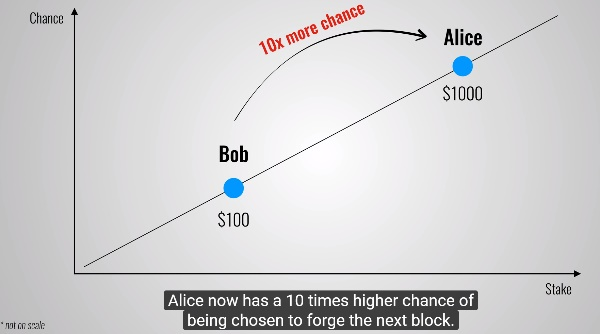 Chance
10x more chance
Alice
$1000
Bob
$100
Stake
* not on scale
Alice now has a 10 times higher chance of
being chosen to forge the next block.